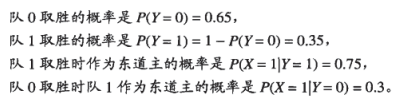 队 0 取胜的概率是 P(Y = 0) = 0.65，
队 1 取胜的概率是 P(Y = 1) = 1 − P(Y = 0) = 0.35，
队 1 取胜时作为东道主的概率是 P(X = 1|Y = 1) = 0.75，
队 0 取胜时队 1 作为东道主的概率是 P(X = 1|Y = 0) = 0.3。